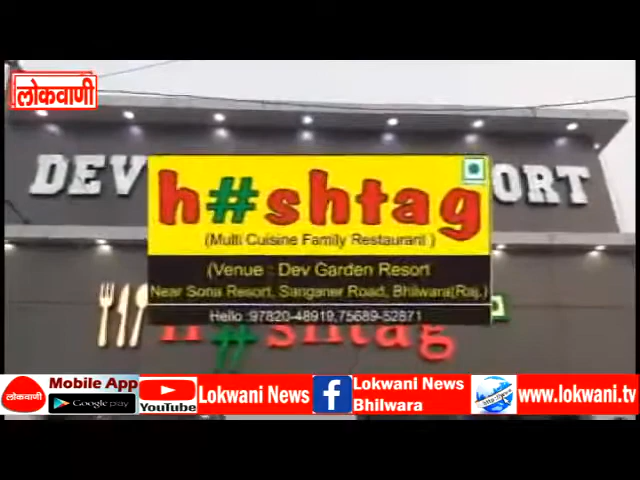 लोकवाणी
DEV ORT
h#shtag
(Multi Cuisine Family Restaurant )
(Venue : Dev Garden Resort
Near Sona Resort, Sanganer Road, Bhilwara(Raj.)
Hello :97820-48919,75689-52871
h#shtag
लोकवाणी
Mobile App
Google play
YouTube
Lokwani News
Lokwani News
Bhilwara
http://
www.lokwani.tv